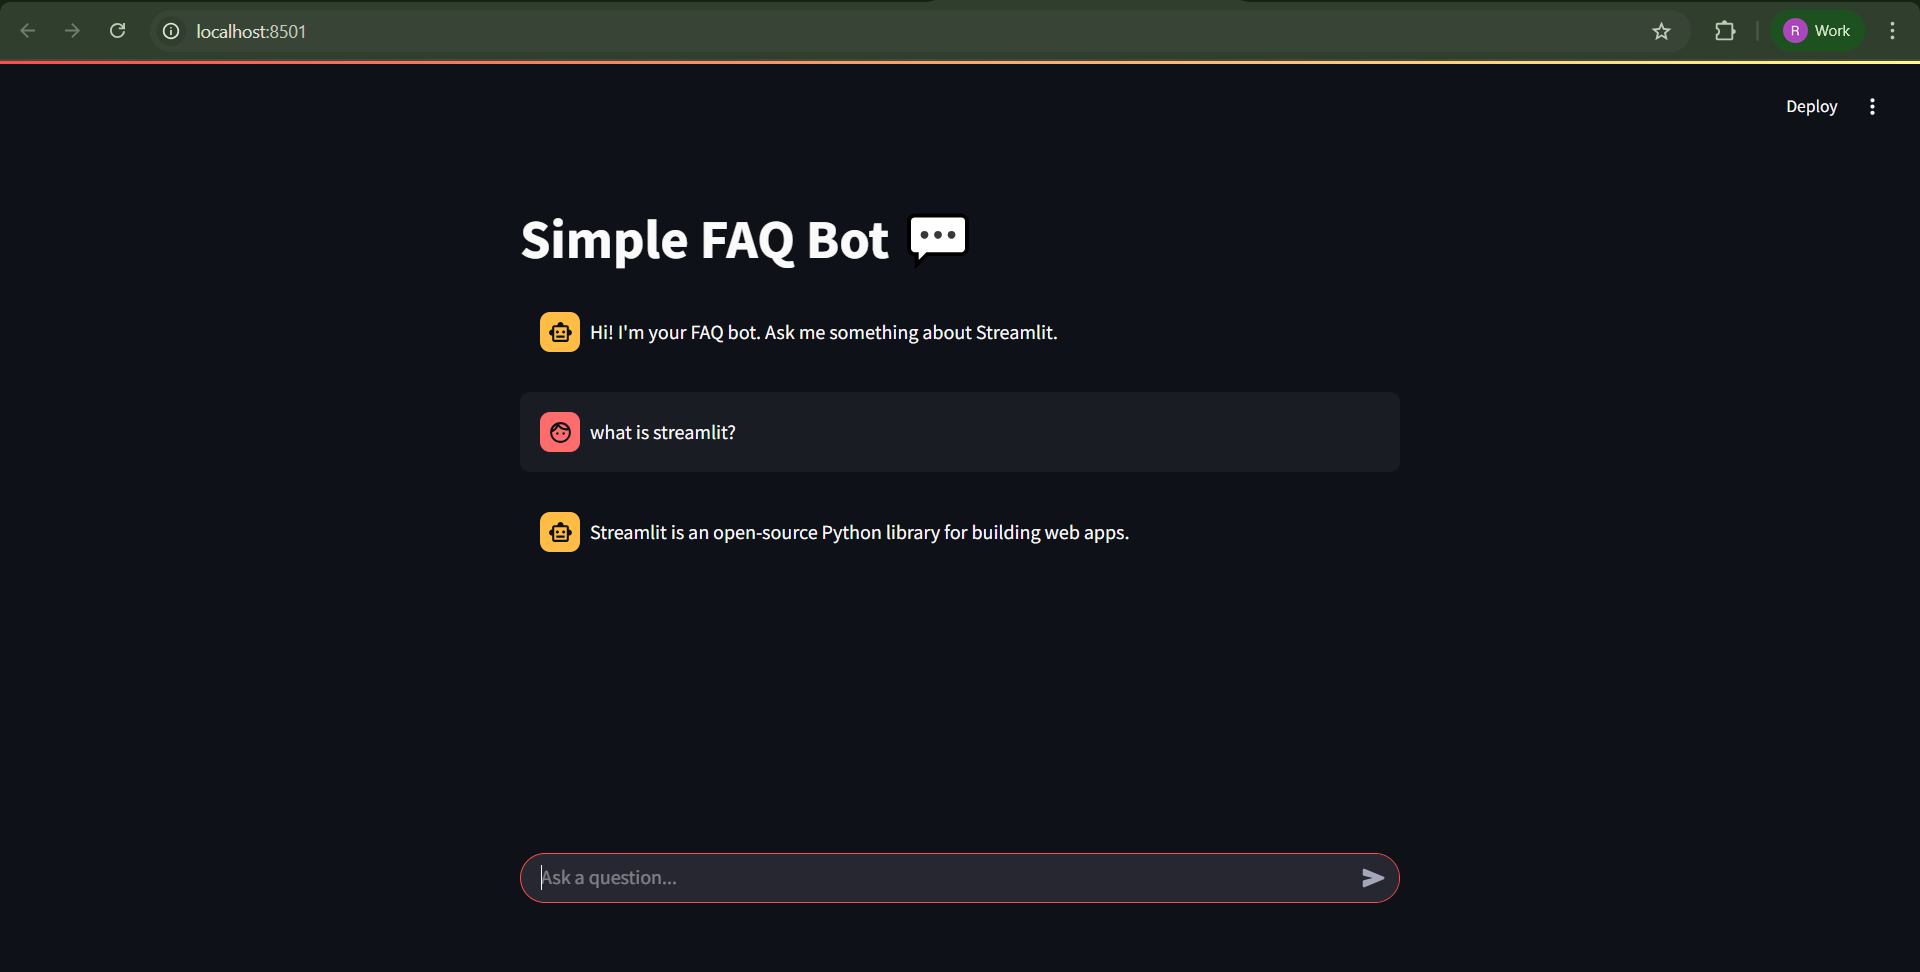 localhost:8501
R Work
Deploy
Simple FAQ Bot
Hi! I'm your FAQ bot. Ask me something about Streamlit.
what is streamlit?
Streamlit is an open-source Python library for building web apps.
Ask a question...